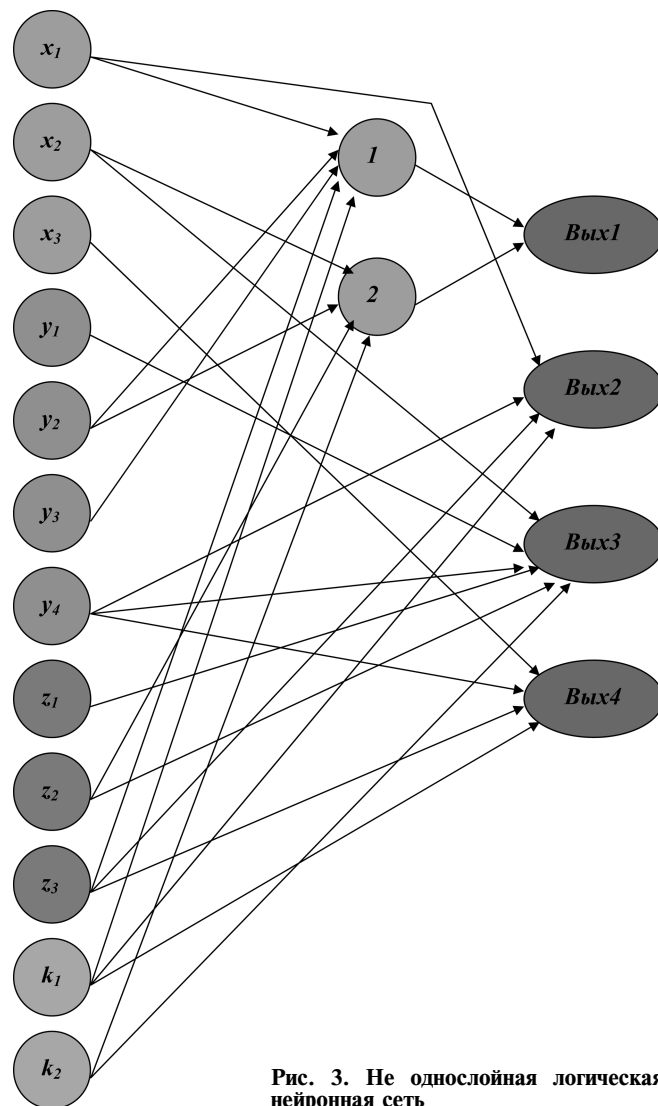 x₁
x₂
x₃
y₁
y₂
y₃
y₄
z₁
z₂
z₃
k₁
k₂
1
2
Вых1
Вых2
Вых3
Вых4
Рис. 3. Не однослойная логическая
нейронная сеть